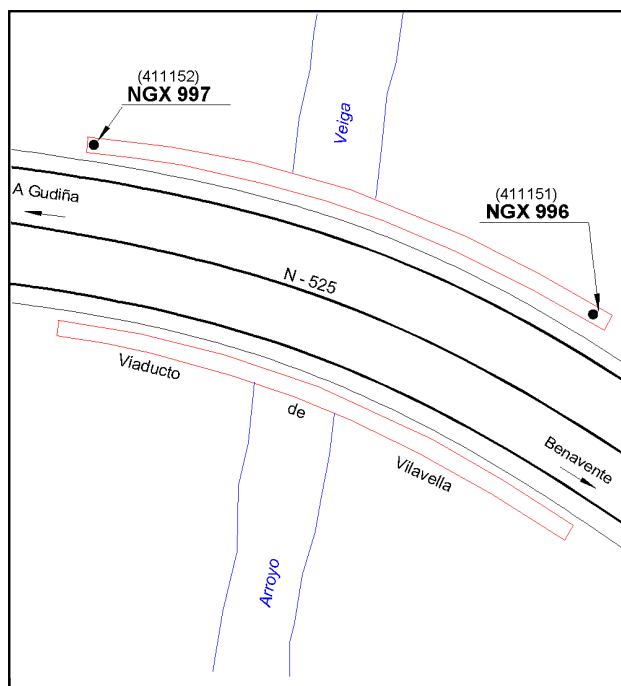 (411152)
NGX 997
Veiga
A Gudiña
(411151)
NGX 996
N - 525
Viaducto
de
Vilavella
Benavente
Arroyo